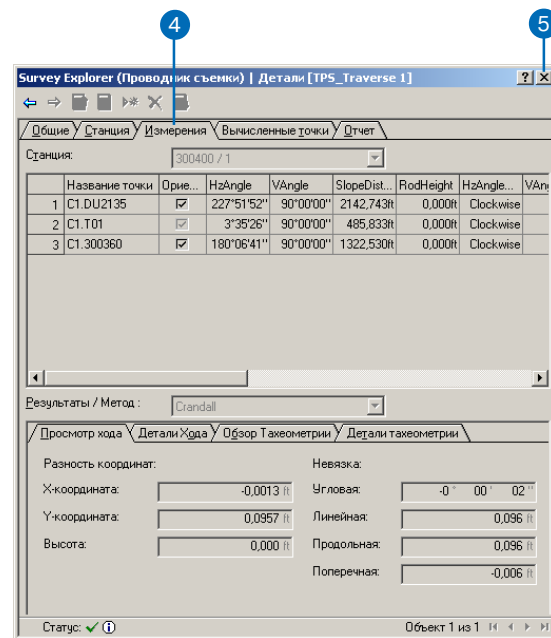 4 5
Survey Explorer (Проводник съемки) | Детали [TPS_Traverse 1] ? X
Общие Станция Измерения Вычисленные точки Отчет
Станция: 300400 / 1
Название точки Орие... HzAngle VAngle SlopeDist... RodHeight HzAngle... VAng
1 C1.DU2135 227°51'52'' 90°00'00'' 2142,743ft 0,000ft Clockwise
2 C1.T01 3°35'26'' 90°00'00'' 485,833ft 0,000ft Clockwise
3 C1.300360 180°06'41'' 90°00'00'' 1322,530ft 0,000ft Clockwise
Результаты / Метод : Crandall
Просмотр хода Детали Хода Обзор Тахеометрии Детали тахеометрии
Разность координат: Невязка:
X-координата: -0,0013 ft Угловая: -0 ° 00 ' 02 ''
Y-координата: 0,0957 ft Линейная: 0,096 ft
Высота: 0,000 ft Продольная: 0,096 ft
Поперечная: -0,006 ft
Статус: Объект 1 из 1